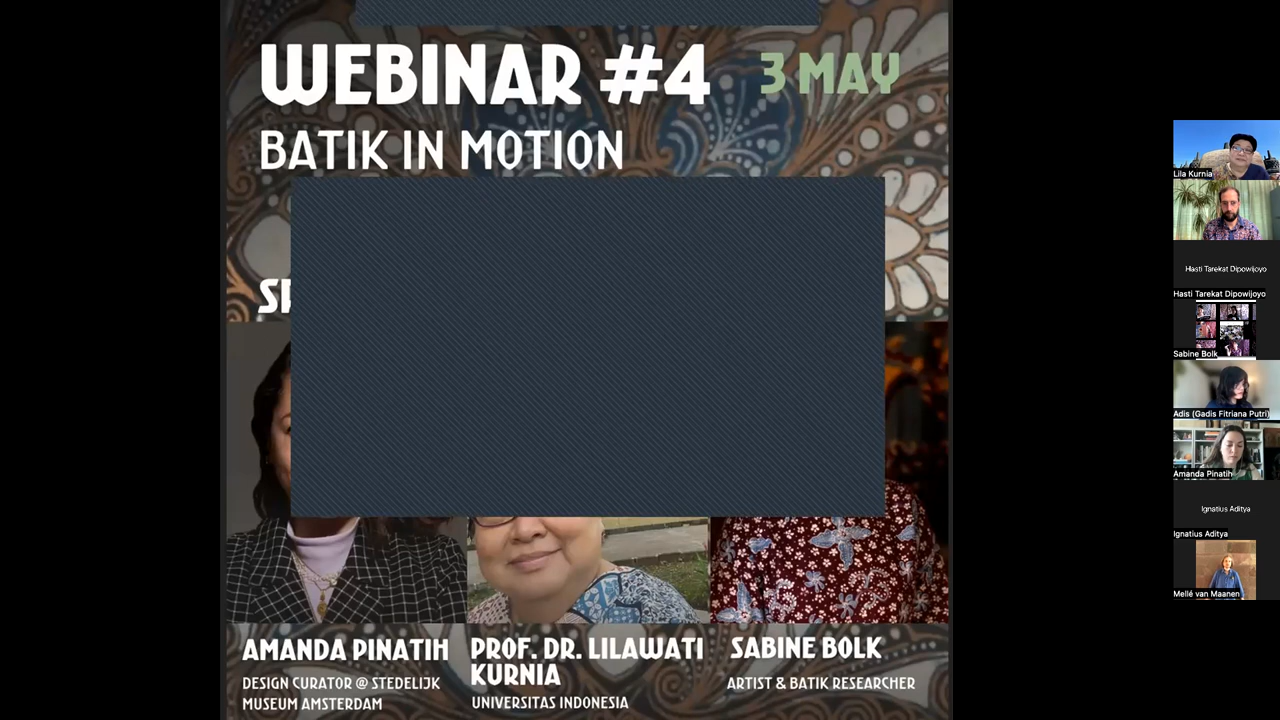 WEBINAR #4
3 MAY
BATIK IN MOTION
AMANDA PINATIH
DESIGN CURATOR @ STEDELIJK
MUSEUM AMSTERDAM
PROF. DR. LILAWATI
KURNIA
UNIVERSITAS INDONESIA
SABINE BOLK
ARTIST & BATIK RESEARCHER
Lila Kurnia
Hasti Tarekat Dipowijoyo
Hasti Tarekat Dipowijoyo
Sabine Bolk
Adis (Gadis Fitriana Putri)
Amanda Pinatih
Ignatius Aditya
Ignatius Aditya
Mellé van Maanen